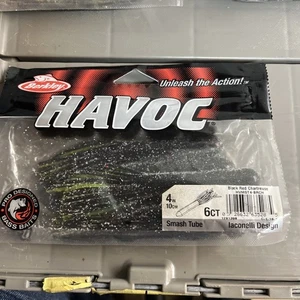 Berkley
Unleash the Action!
HAVOC
4in
10cm
6CT
Smash Tube
Iaconelli Design
PRO DESIGNED
BASS BAITS